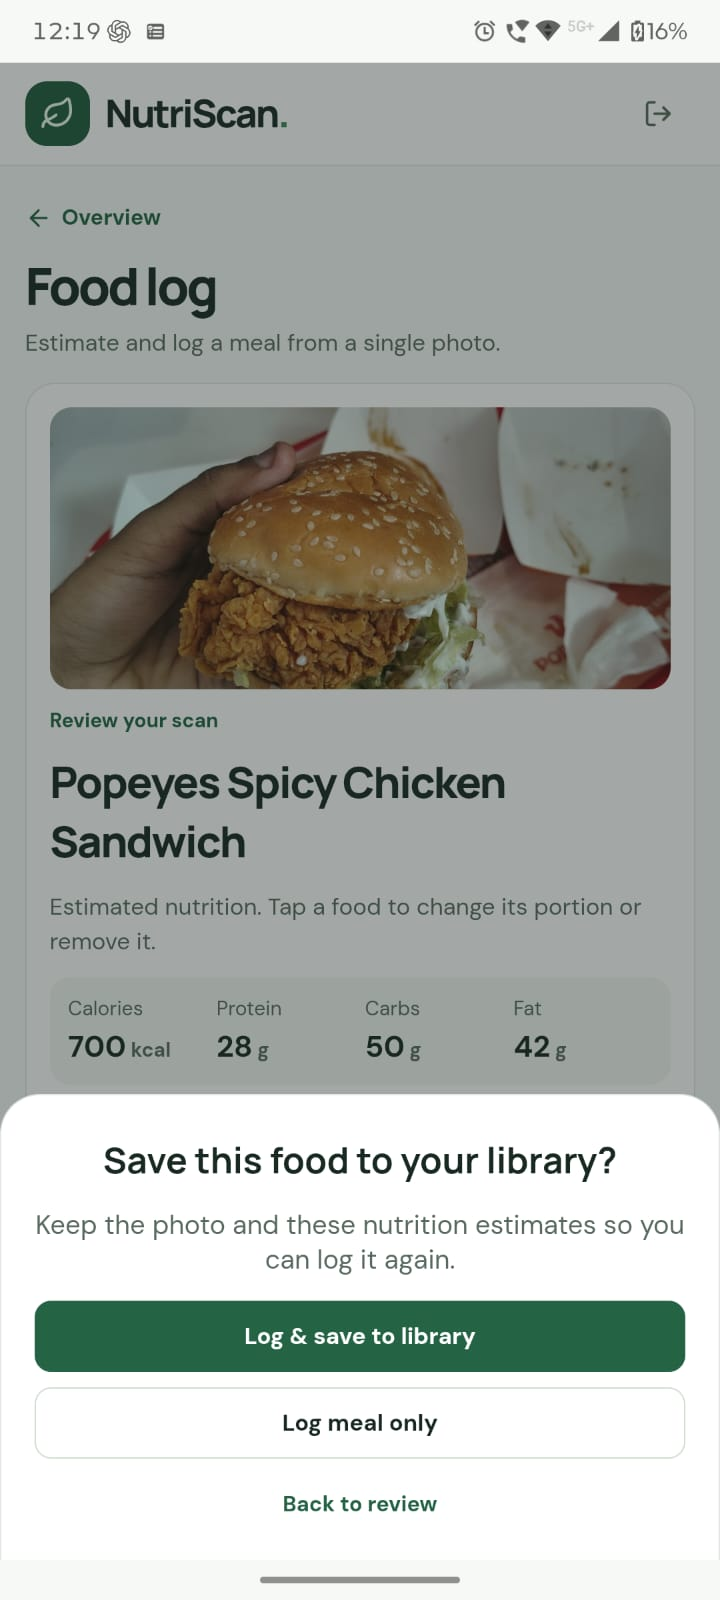 12:19 5G+ 16%
NutriScan.
Overview
Food log
Estimate and log a meal from a single photo.
Review your scan
Popeyes Spicy Chicken
Sandwich
Estimated nutrition. Tap a food to change its portion or
remove it.
Calories Protein Carbs Fat
700 kcal 28 g 50 g 42 g
Save this food to your library?
Keep the photo and these nutrition estimates so you
can log it again.
Log & save to library
Log meal only
Back to review